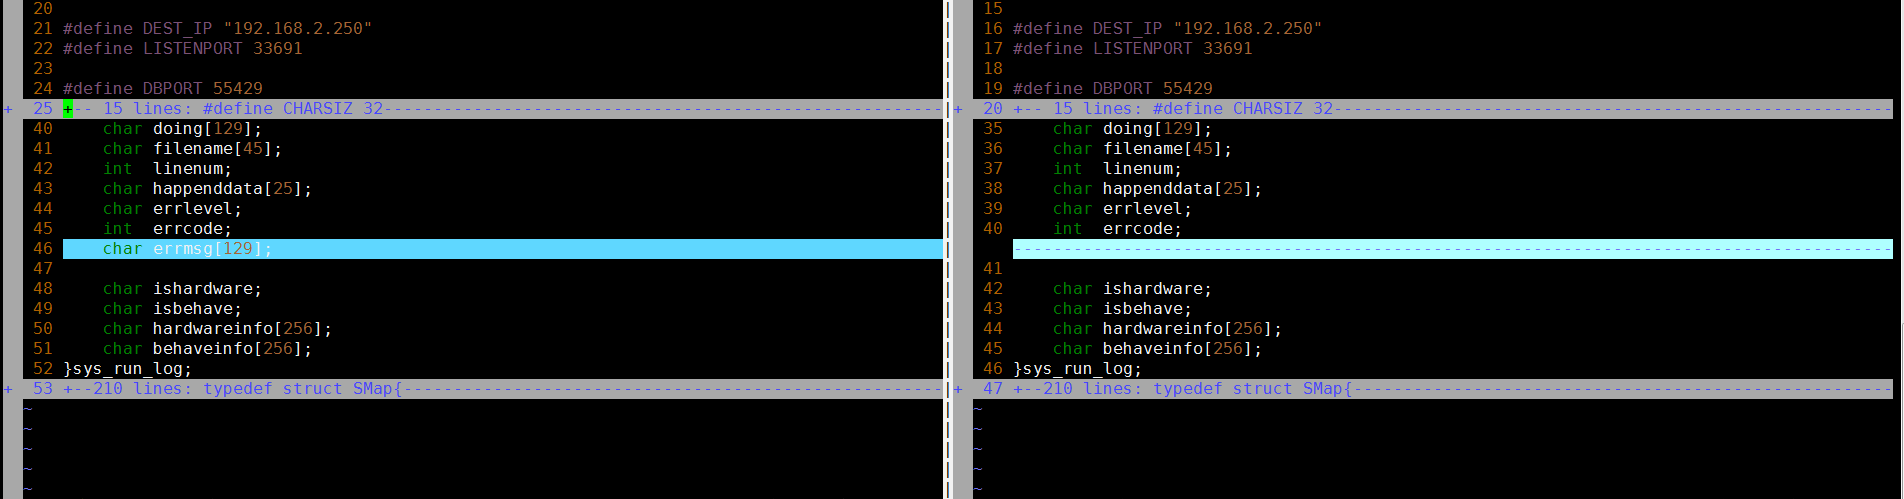 20
21 #define DEST_IP "192.168.2.250"
22 #define LISTENPORT 33691
23
24 #define DBPORT 55429
+ 25 +-- 15 lines: #define CHARSIZ 32----------------------------------------
40     char doing[129];
41     char filename[45];
42     int  linenum;
43     char happenddata[25];
44     char errlevel;
45     int  errcode;
46     char errmsg[129];
47
48     char ishardware;
49     char isbehave;
50     char hardwareinfo[256];
51     char behaveinfo[256];
52 }sys_run_log;
+ 53 +--210 lines: typedef struct SMap{----------------------------------------
~
~
~
~
~
15
16 #define DEST_IP "192.168.2.250"
17 #define LISTENPORT 33691
18
19 #define DBPORT 55429
+ 20 +-- 15 lines: #define CHARSIZ 32----------------------------------------
35     char doing[129];
36     char filename[45];
37     int  linenum;
38     char happenddata[25];
39     char errlevel;
40     int  errcode;
----------------------------------------
41
42     char ishardware;
43     char isbehave;
44     char hardwareinfo[256];
45     char behaveinfo[256];
46 }sys_run_log;
+ 47 +--210 lines: typedef struct SMap{----------------------------------------
~
~
~
~
~